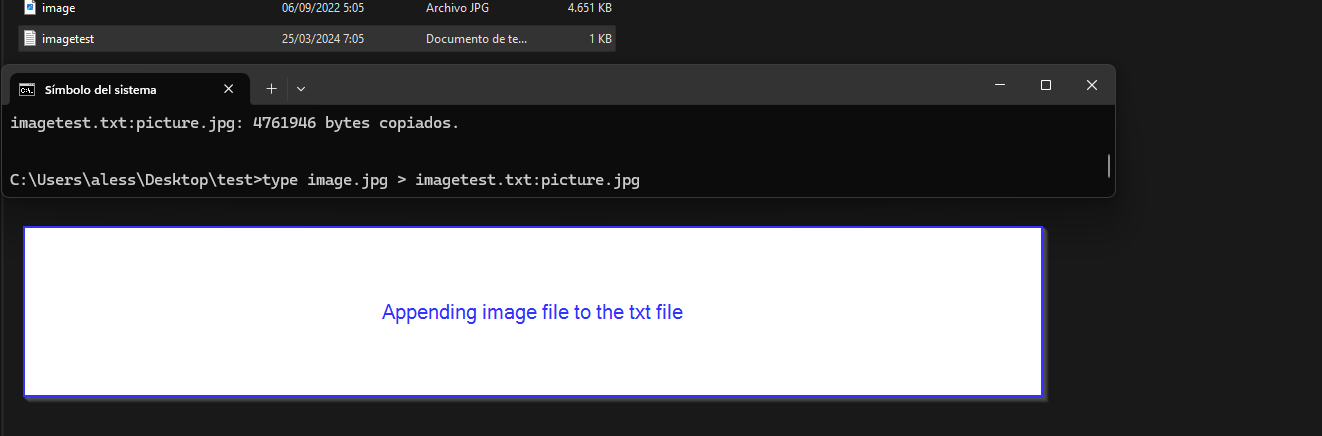 image 06/09/2022 5:05 Archivo JPG 4.651 KB
imagetest 25/03/2024 7:05 Documento de te... 1 KB
C:\. Símbolo del sistema
imagetest.txt:picture.jpg: 4761946 bytes copiados.
C:\Users\aless\Desktop\test>type image.jpg > imagetest.txt:picture.jpg
Appending image file to the txt file